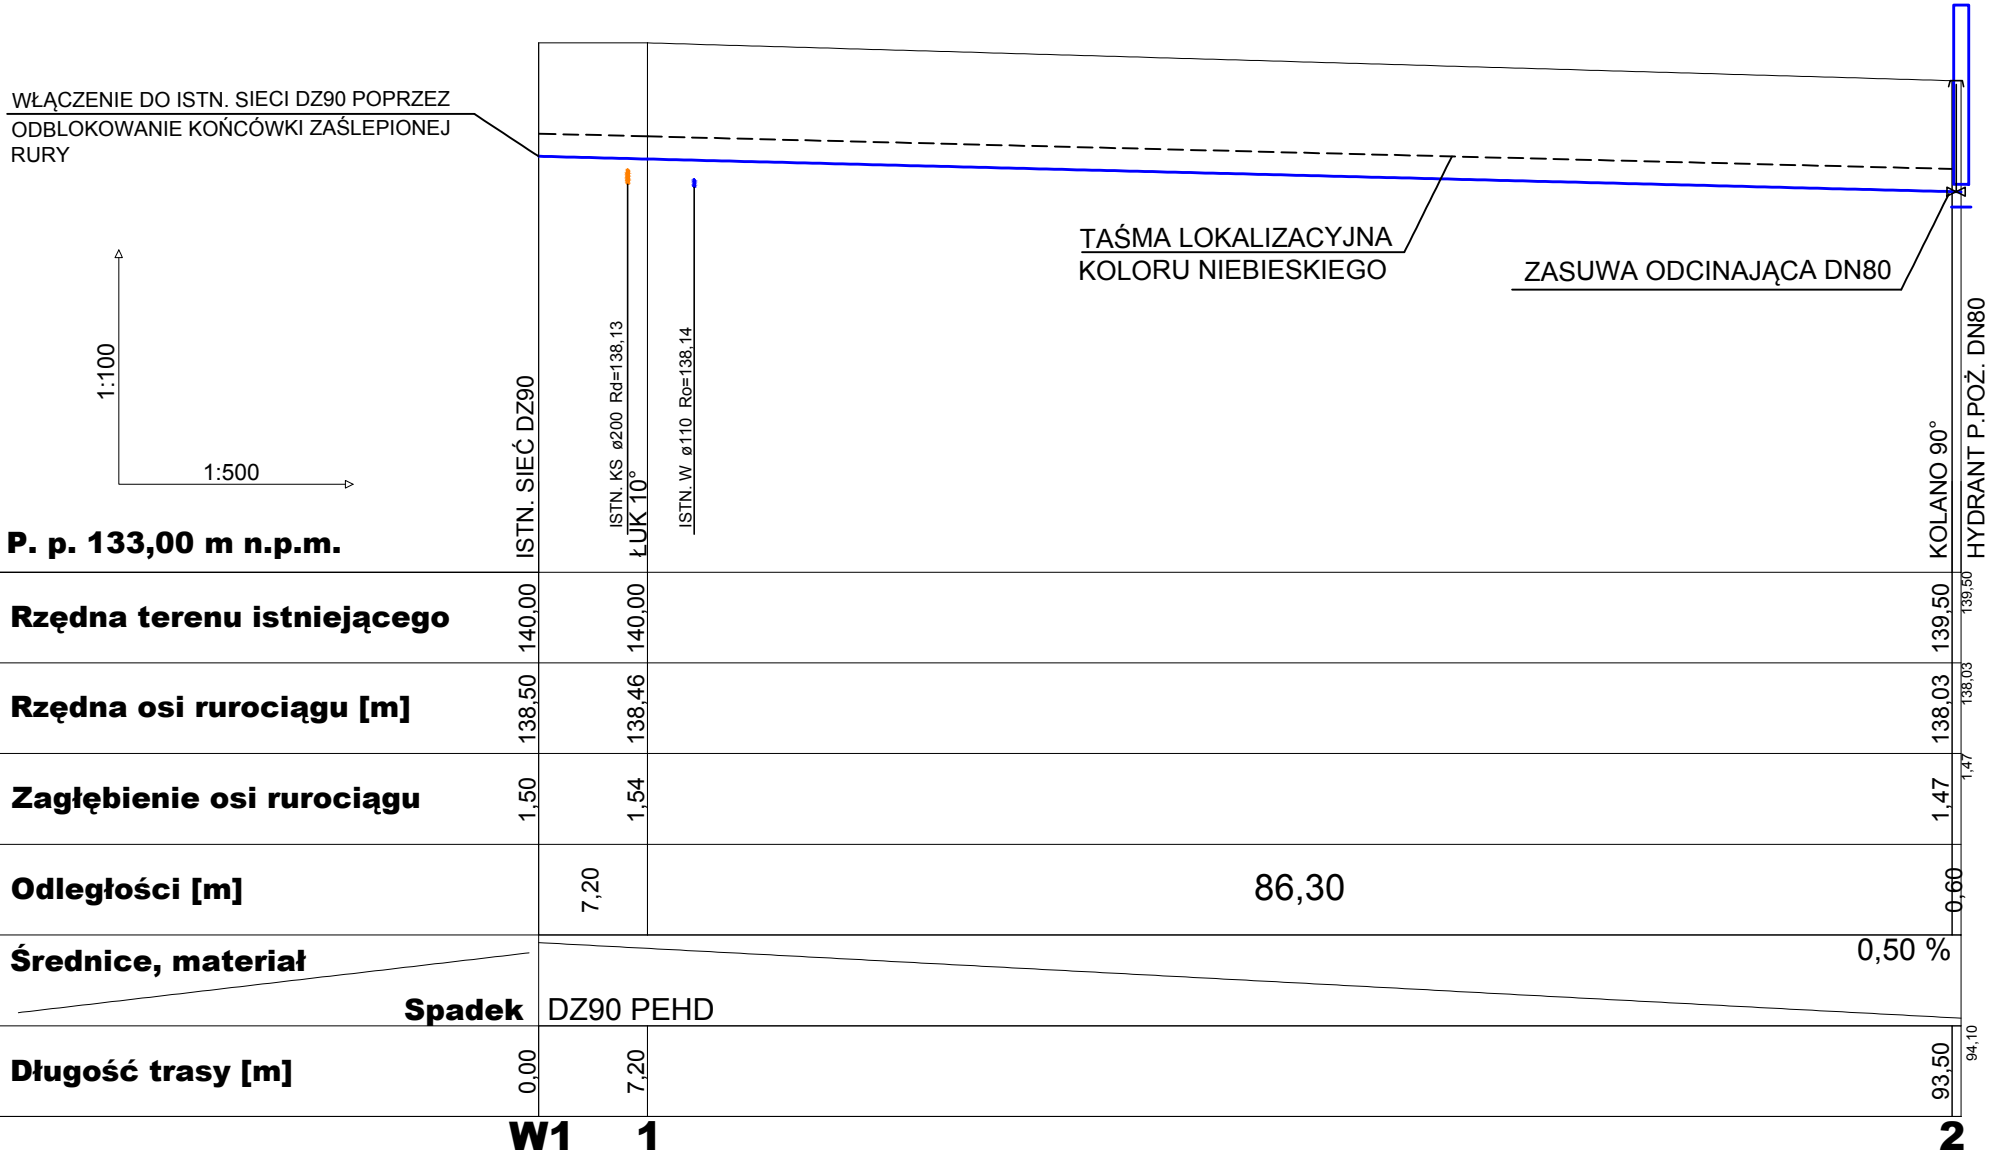 WŁĄCZENIE DO ISTN. SIECI DZ90 POPRZEZ
ODBLOKOWANIE KOŃCÓWKI ZAŚLEPIONEJ
RURY
TAŚMA LOKALIZACYJNA
KOLORU NIEBIESKIEGO
ZASUWA ODCINAJĄCA DN80
1:100
1:500
ISTN. SIEĆ DZ90
ISTN. KS ø200 Rd=138,13
ŁUK 10°
ISTN. W ø110 Ro=138,14
KOLANO 90°
HYDRANT P.POŻ. DN80
P. p. 133,00 m n.p.m.
Rzędna terenu istniejącego
140,00
140,00
139,50
139,50
Rzędna osi rurociągu [m]
138,50
138,46
138,03
138,03
Zagłębienie osi rurociągu
1,50
1,54
1,47
1,47
Odległości [m]
7,20
86,30
0,60
Średnice, materiał
0,50 %
Spadek
DZ90 PEHD
Długość trasy [m]
0,00
7,20
93,50
94,10
W1
1
2